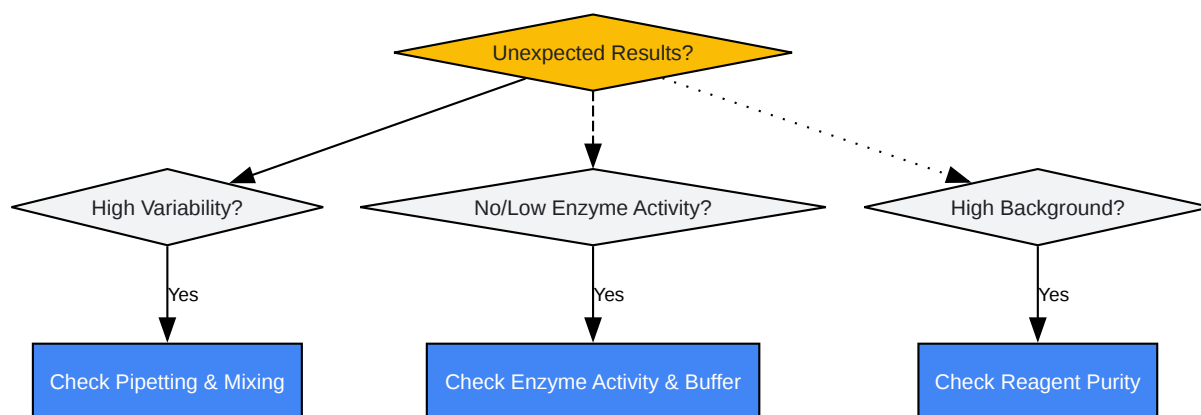 Unexpected Results?
High Variability?
No/Low Enzyme Activity?
High Background?
Yes
Yes
Yes
Check Pipetting & Mixing
Check Enzyme Activity & Buffer
Check Reagent Purity